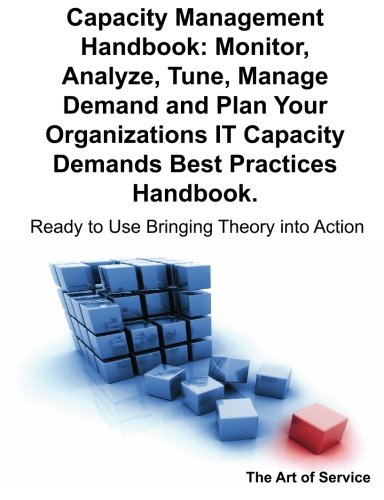 Capacity Management
Handbook: Monitor,
Analyze, Tune, Manage
Demand and Plan Your
Organizations IT Capacity
Demands Best Practices
Handbook.
Ready to Use Bringing Theory into Action
The Art of Service